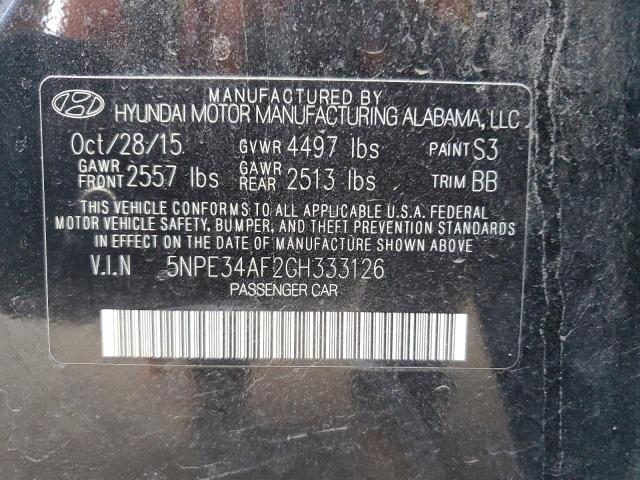 MANUFACTURED BY
HYUNDAI MOTOR MANUFACTURING ALABAMA, LLC
Oct/28/15 GVWR 4497 lbs PAINT S3
GAWR FRONT 2557 lbs GAWR REAR 2513 lbs TRIM BB
THIS VEHICLE CONFORMS TO ALL APPLICABLE U.S.A. FEDERAL
MOTOR VEHICLE SAFETY, BUMPER, AND THEFT PREVENTION STANDARDS
IN EFFECT ON THE DATE OF MANUFACTURE SHOWN ABOVE
V.I.N 5NPE34AF2GH333126
PASSENGER CAR